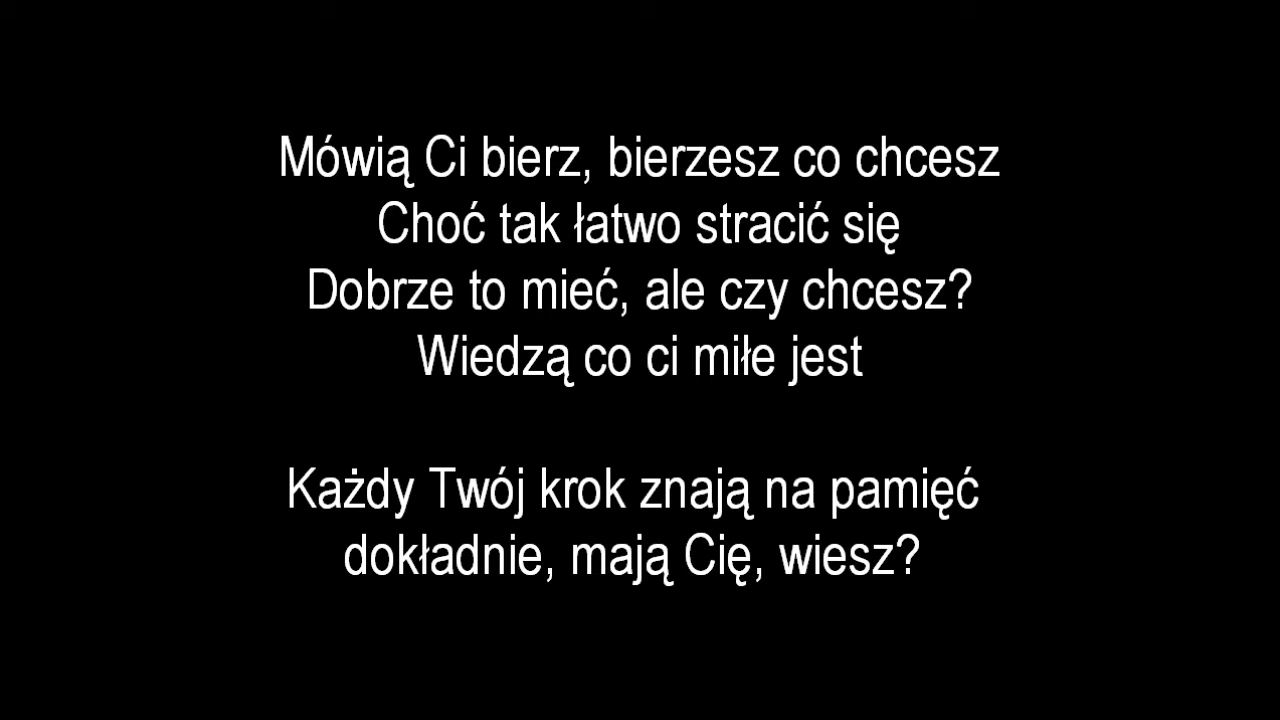 Mówią Ci bierz, bierzesz co chcesz
Choć tak łatwo stracić się
Dobrze to mieć, ale czy chcesz?
Wiedzą co ci miłe jest
Każdy Twój krok znają na pamięć
dokładnie, mają Cię, wiesz?